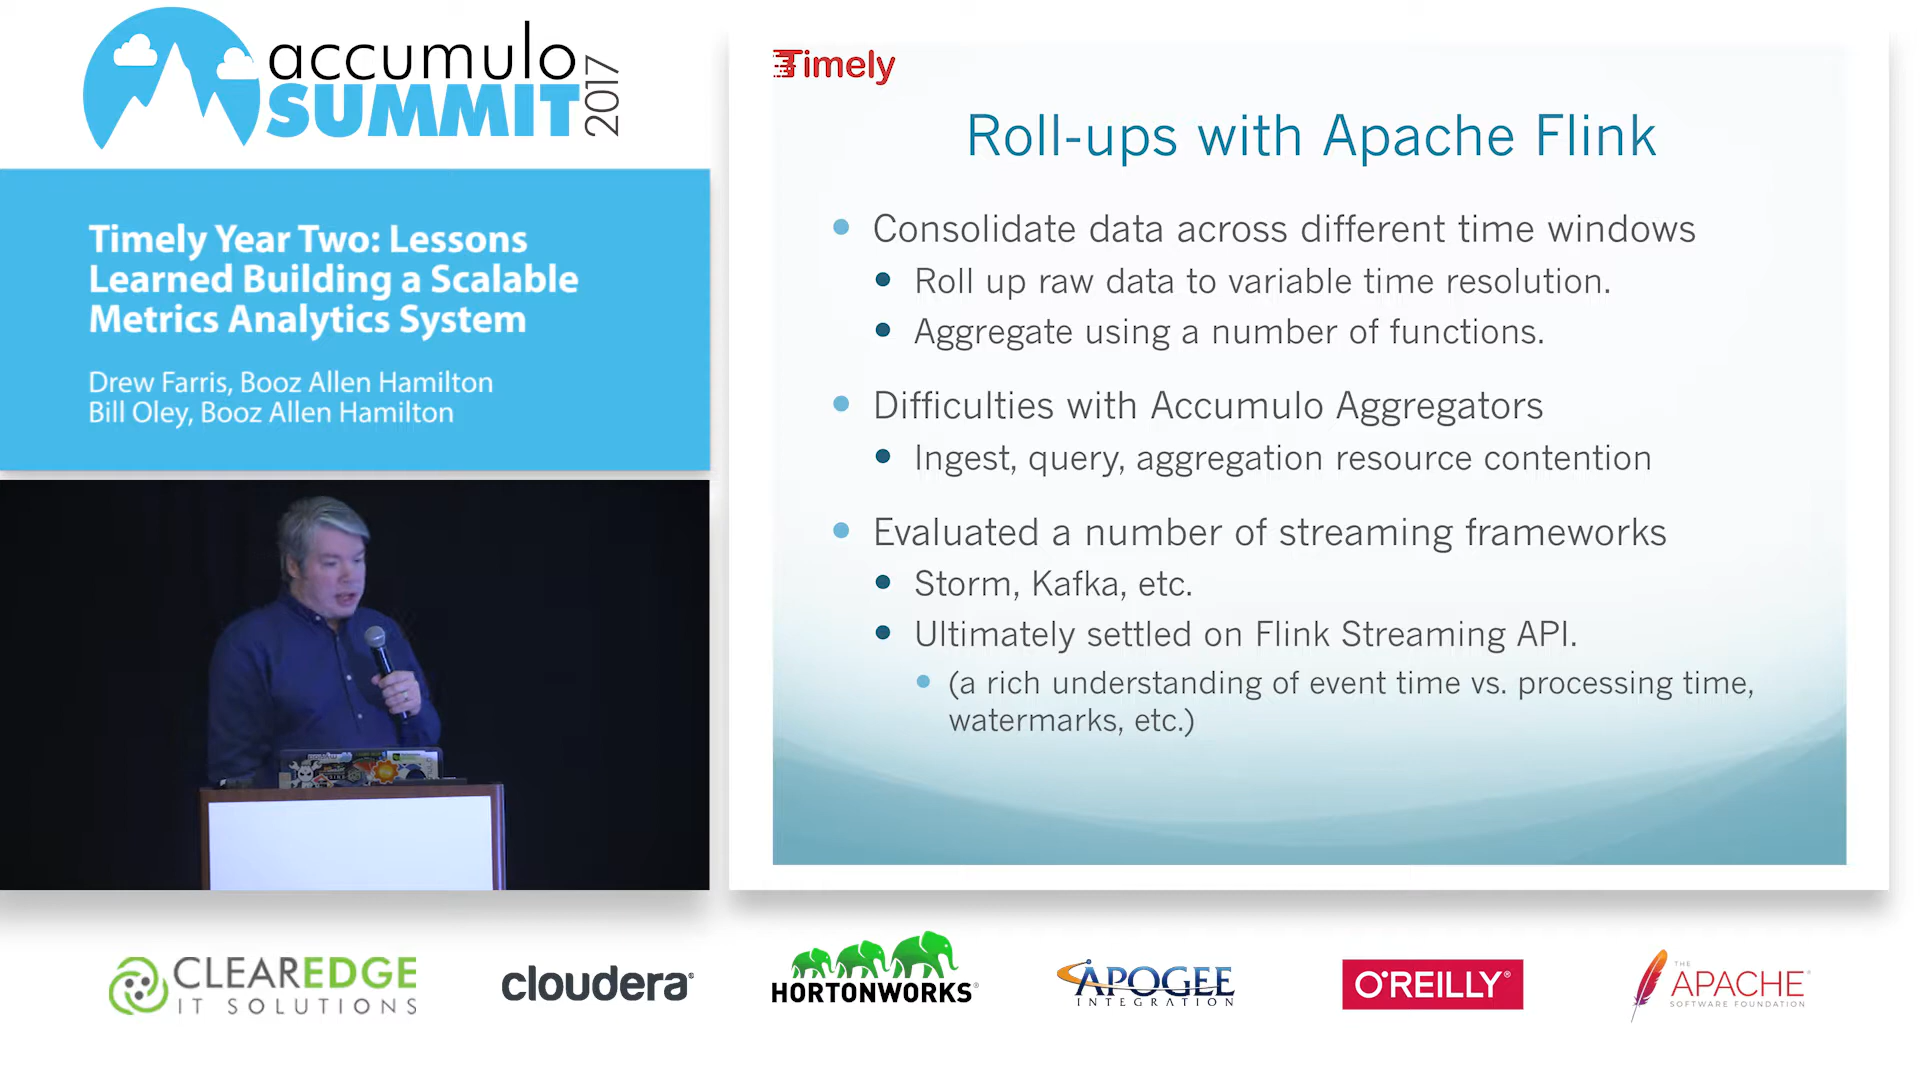 accumulo
SUMMIT
2017
Timely Year Two: Lessons
Learned Building a Scalable
Metrics Analytics System
Drew Farris, Booz Allen Hamilton
Bill Oley, Booz Allen Hamilton
Timely
Roll-ups with Apache Flink
Consolidate data across different time windows
Roll up raw data to variable time resolution.
Aggregate using a number of functions.
Difficulties with Accumulo Aggregators
Ingest, query, aggregation resource contention
Evaluated a number of streaming frameworks
Storm, Kafka, etc.
Ultimately settled on Flink Streaming API.
(a rich understanding of event time vs. processing time,
watermarks, etc.)
CLEAREDGE
IT SOLUTIONS
cloudera®
HORTONWORKS®
APOGEE
INTEGRATION
O'REILLY®
THE
APACHE®
SOFTWARE FOUNDATION